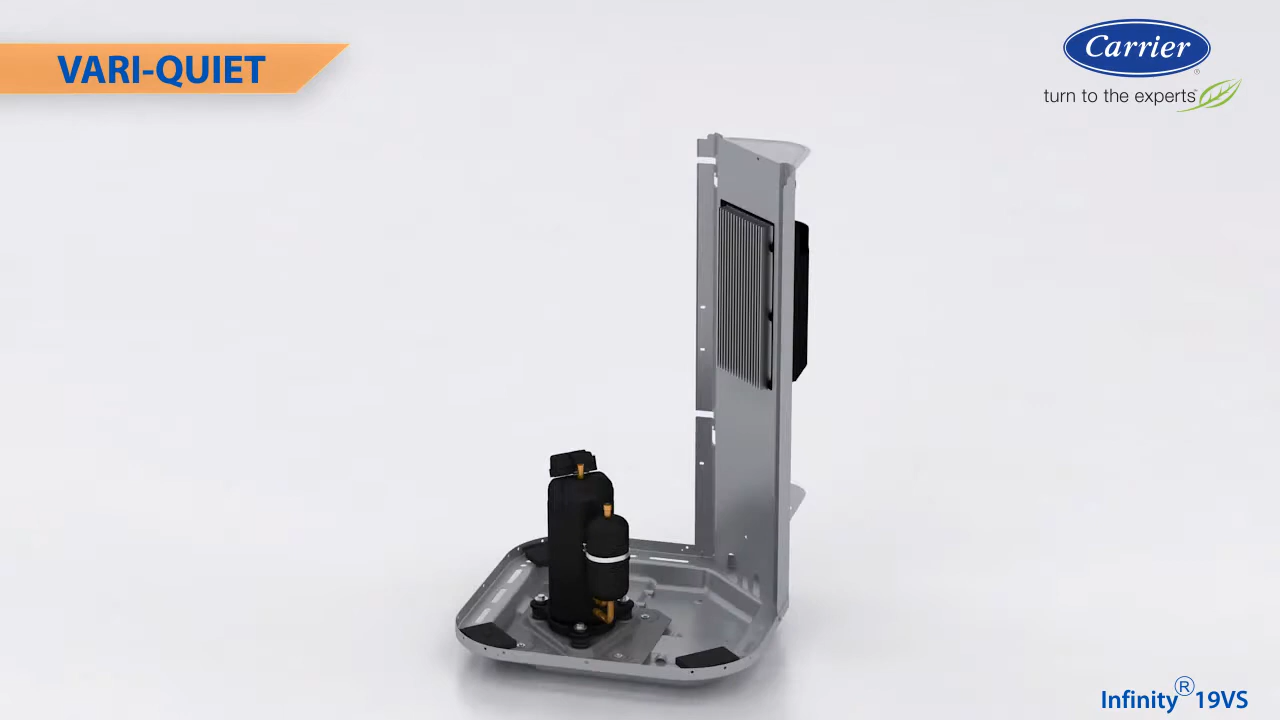 VARI-QUIET
Carrier
®
turn to the experts
Infinity® 19VS